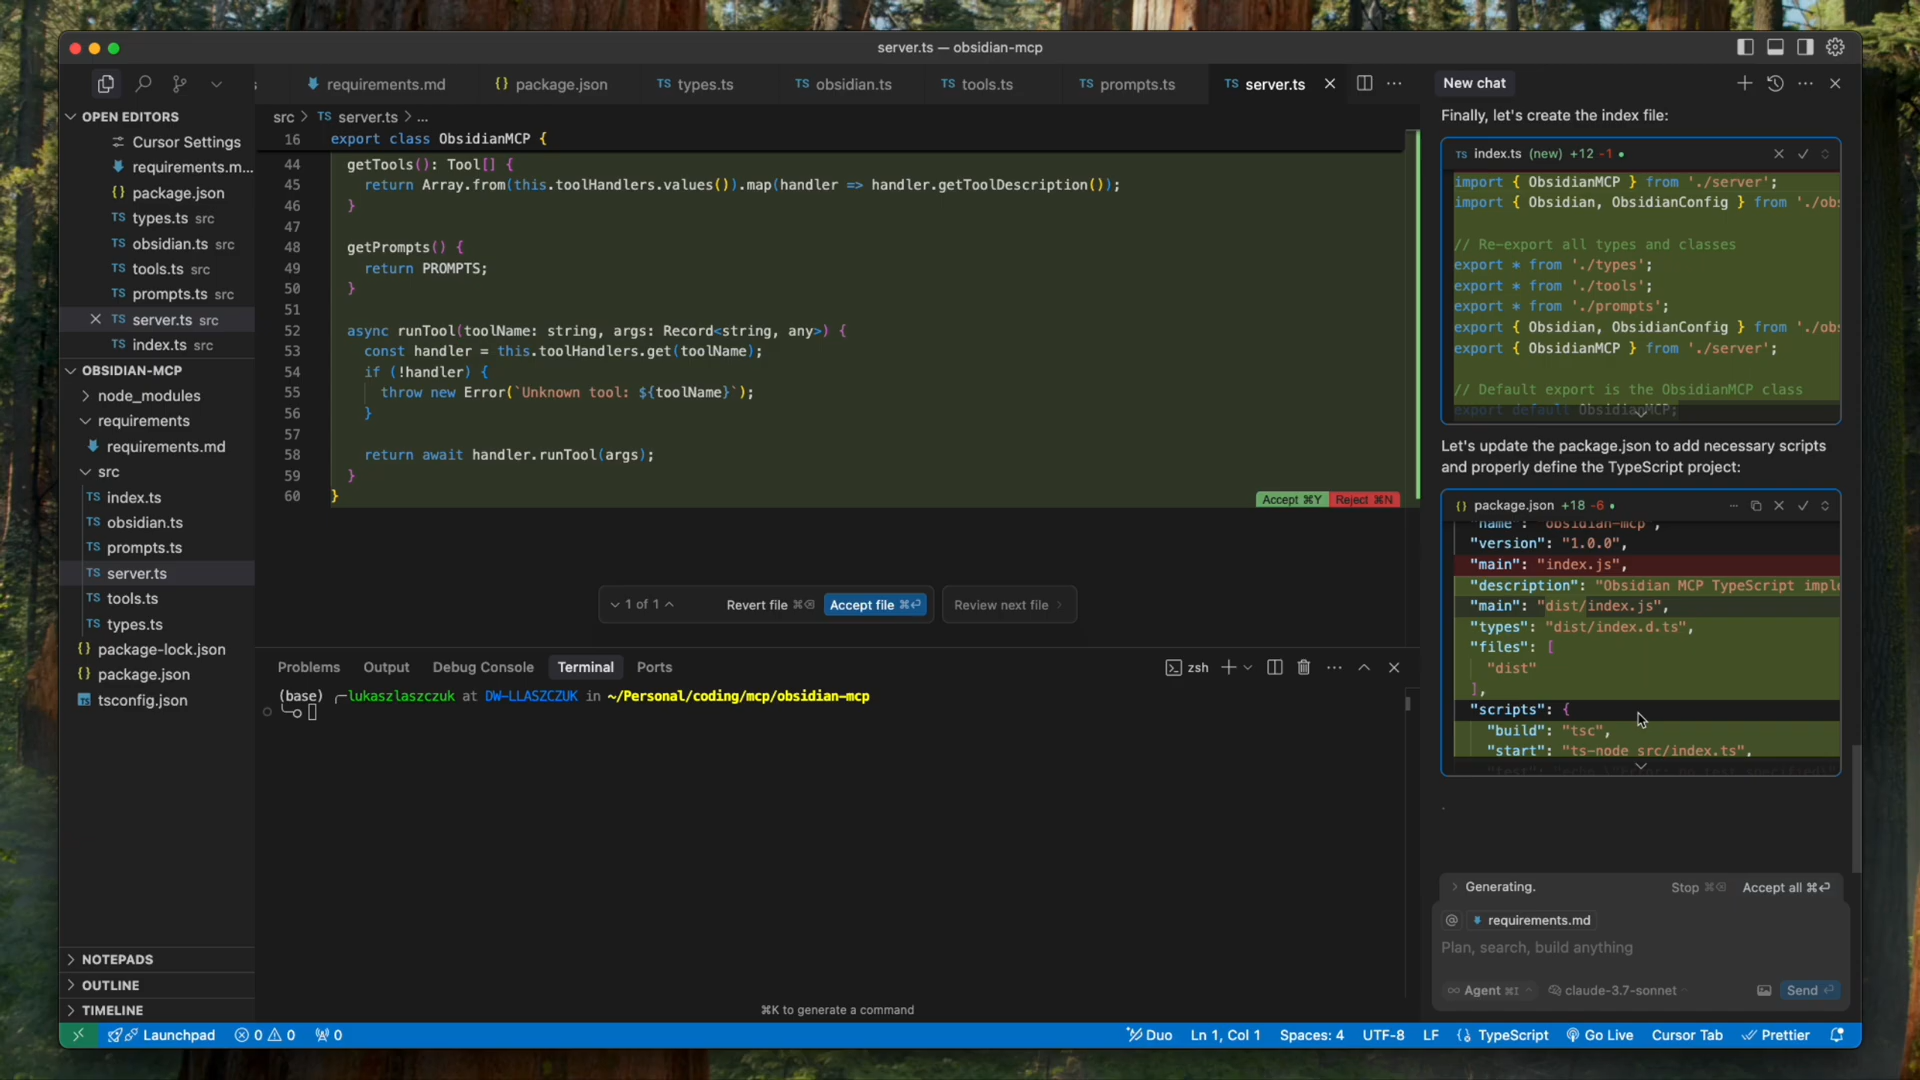 server.ts — obsidian-mcp
requirements.md
package.json
types.ts
obsidian.ts
tools.ts
prompts.ts
server.ts
New chat
OPEN EDITORS
Cursor Settings
requirements.m...
package.json
types.ts src
obsidian.ts src
tools.ts src
prompts.ts src
server.ts src
index.ts src
OBSIDIAN-MCP
node_modules
requirements
requirements.md
src
index.ts
obsidian.ts
prompts.ts
server.ts
tools.ts
types.ts
package-lock.json
package.json
tsconfig.json
NOTEPADS
OUTLINE
TIMELINE
src > TS server.ts > ...
16 export class ObsidianMCP {
44 getTools(): Tool[] {
45 return Array.from(this.toolHandlers.values()).map(handler => handler.getToolDescription());
46 }
47
48 getPrompts() {
49 return PROMPTS;
50 }
51
52 async runTool(toolName: string, args: Record<string, any>) {
53 const handler = this.toolHandlers.get(toolName);
54 if (!handler) {
55 throw new Error(`Unknown tool: ${toolName}`);
56 }
57
58 return await handler.runTool(args);
59 }
60 }
Accept ⌘Y Reject ⌘N
1 of 1 Revert file ⌘⌫ Accept file ⌘⏎ Review next file >
Problems Output Debug Console Terminal Ports
zsh
(base) ╭─lukaszlaszczuk at DW-LLASZCZUK in ~/Personal/coding/mcp/obsidian-mcp
⌘K to generate a command
Finally, let's create the index file:
TS index.ts (new) +12 -1
import { ObsidianMCP } from './server';
import { Obsidian, ObsidianConfig } from './obs
// Re-export all types and classes
export * from './types';
export * from './tools';
export * from './prompts';
export { Obsidian, ObsidianConfig } from './obs
export { ObsidianMCP } from './server';
// Default export is the ObsidianMCP class
export default ObsidianMCP;
Let's update the package.json to add necessary scripts
and properly define the TypeScript project:
{} package.json +18 -6
"name": "obsidian-mcp",
"version": "1.0.0",
"main": "index.js",
"description": "Obsidian MCP TypeScript imple
"main": "dist/index.js",
"types": "dist/index.d.ts",
"files": [
"dist"
],
"scripts": {
"build": "tsc",
"start": "ts-node src/index.ts",
"test": "echo \"Error: no test specified\"
Generating. Stop ⌘⌫ Accept all ⌘⏎
@ requirements.md
Plan, search, build anything
Agent ⌘I claude-3.7-sonnet Send
Launchpad 0 0 0
Duo Ln 1, Col 1 Spaces: 4 UTF-8 LF {} TypeScript Go Live Cursor Tab Prettier